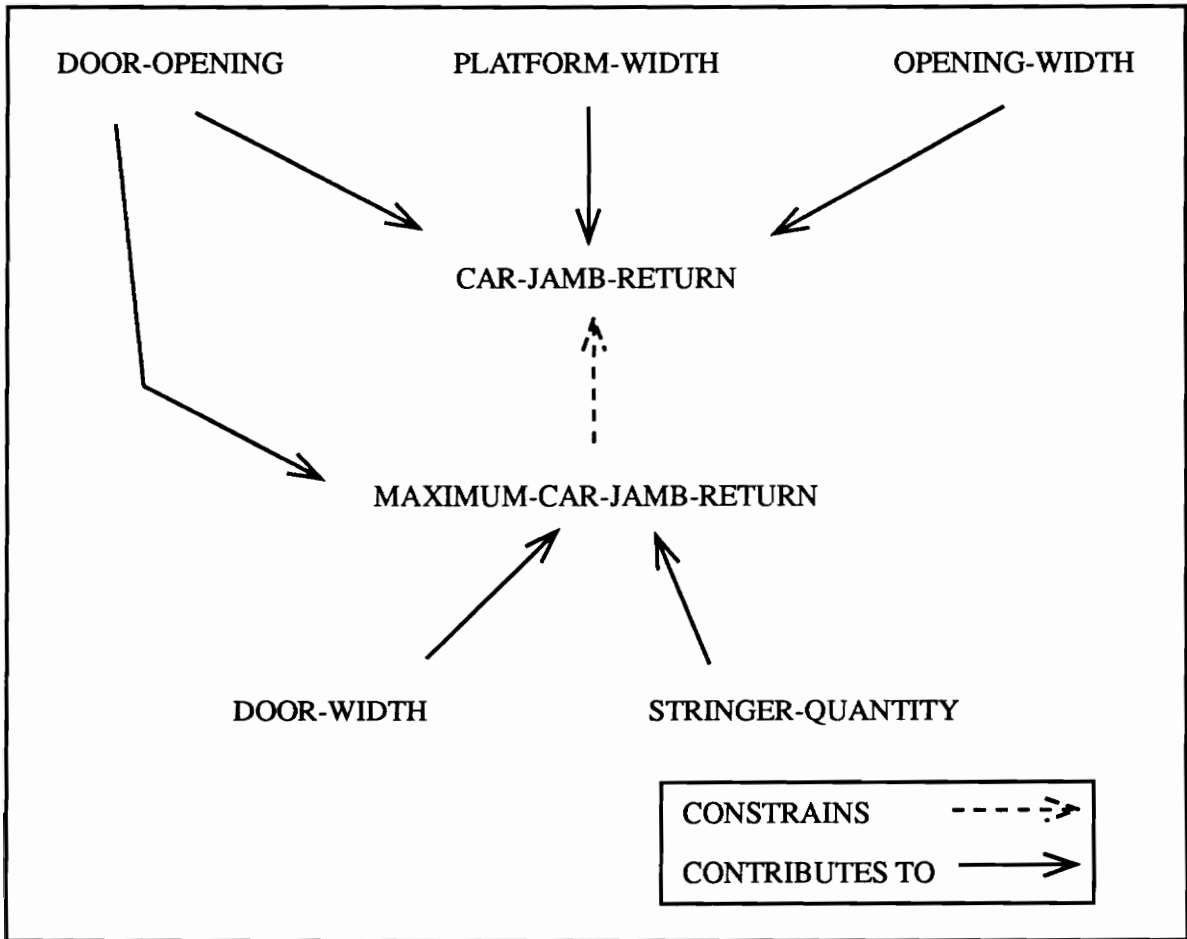 DOOR-OPENING
PLATFORM-WIDTH
OPENING-WIDTH
CAR-JAMB-RETURN
MAXIMUM-CAR-JAMB-RETURN
DOOR-WIDTH
STRINGER-QUANTITY
CONSTRAINS
CONTRIBUTES TO